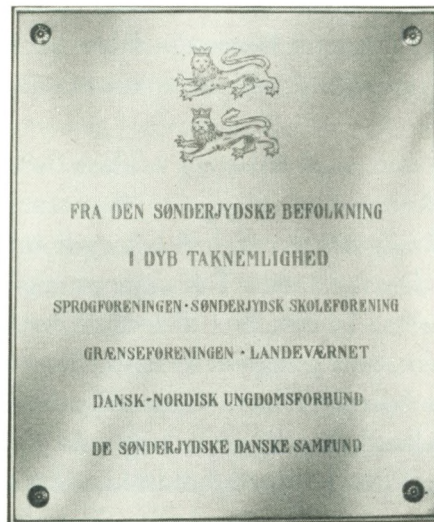 FRA DEN SØNDERJYDSKE BEFOLKNING
I DYB TAKNEMLIGHED
SPROGFORENINGEN · SØNDERJYDSK SKOLEFORENING
GRÆNSEFORENINGEN · LANDEVÆRNET
DANSK-NORDISK UNGDOMSFORBUND
DE SØNDERJYDSKE DANSKE SAMFUND